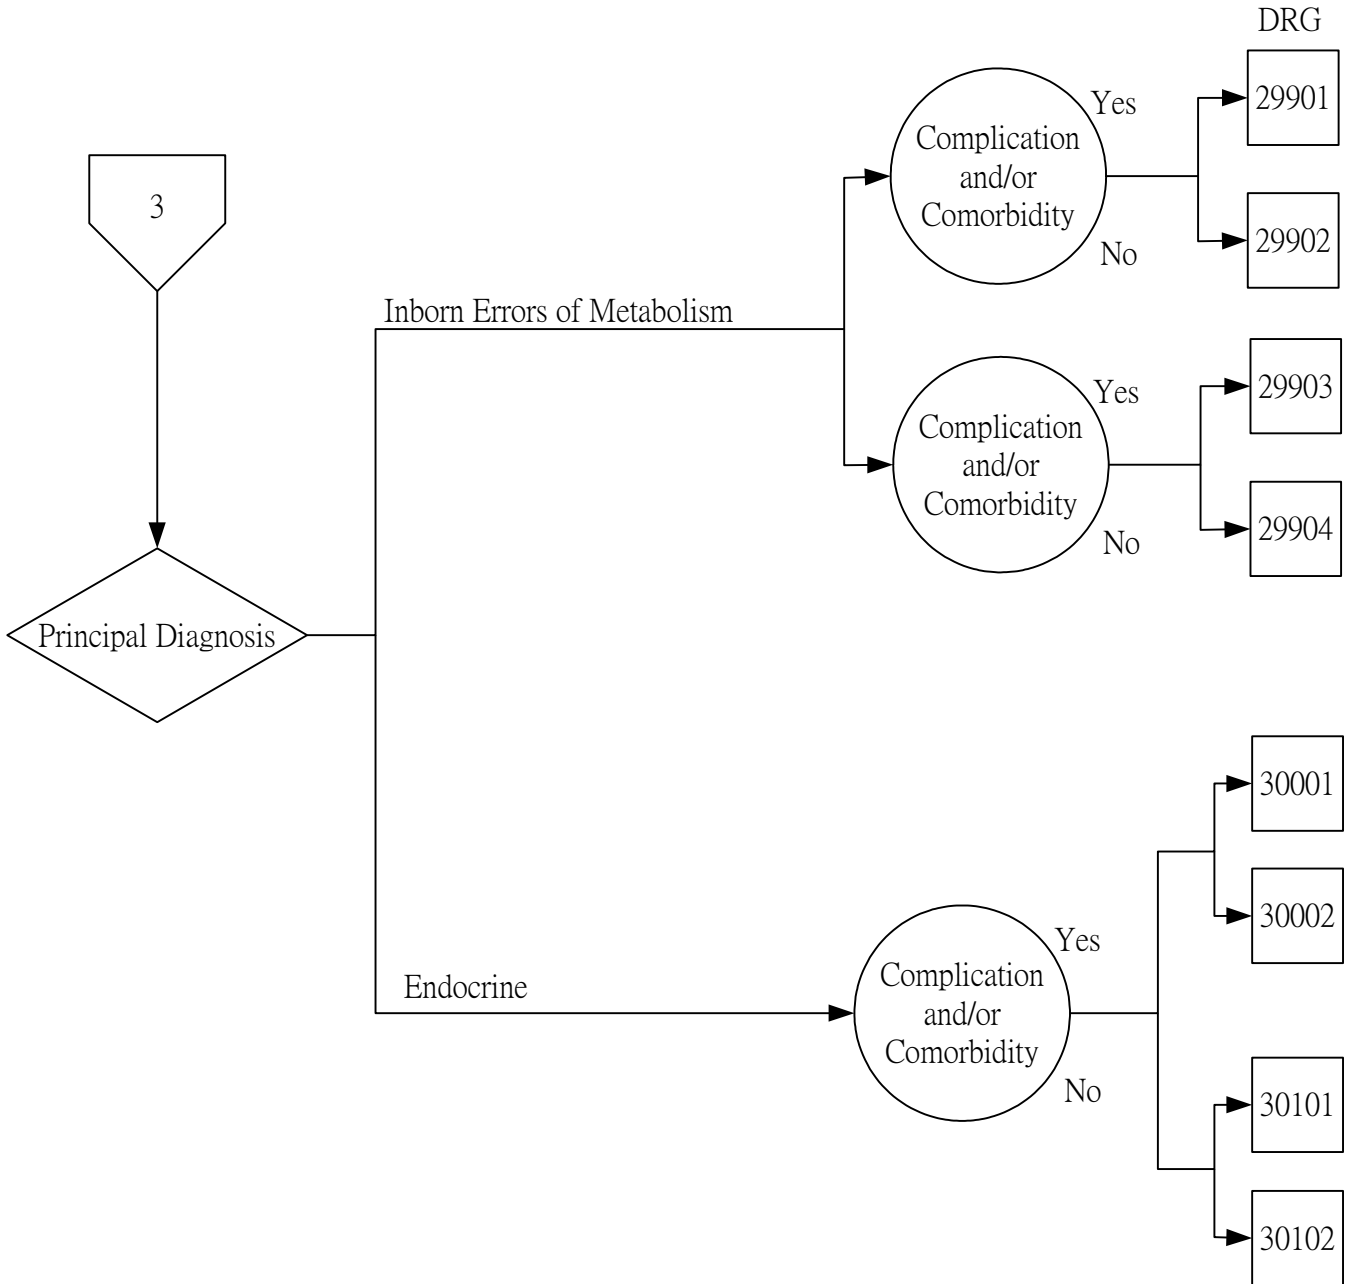 DRG
3
Inborn Errors of Metabolism
Complication
and/or
Comorbidity
Yes
No
29901
29902
Complication
and/or
Comorbidity
Yes
No
29903
29904
Principal Diagnosis
Endocrine
Complication
and/or
Comorbidity
Yes
No
30001
30002
30101
30102